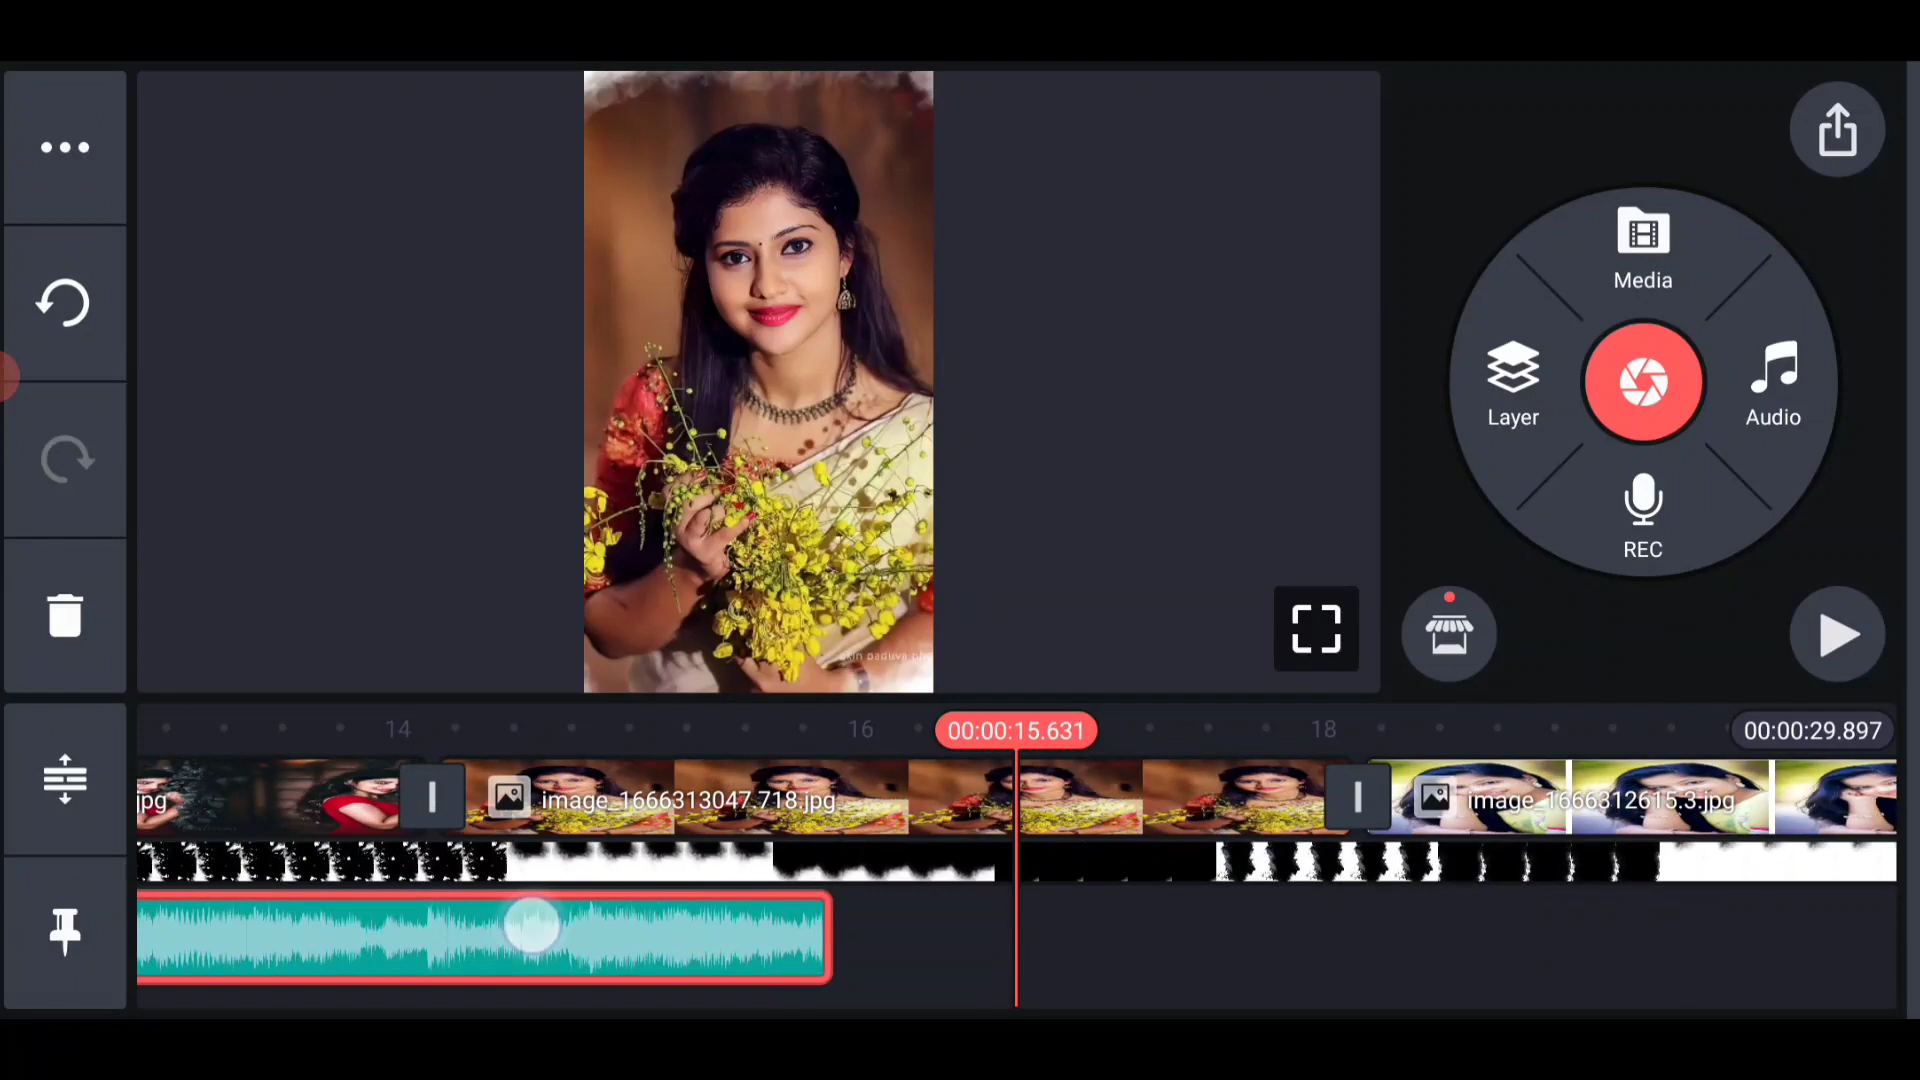 Media
Layer
Audio
REC
14
16
00:00:15.631
18
00:00:29.897
jpg
image_1666313047.718.jpg
image_1666312615.3.jpg